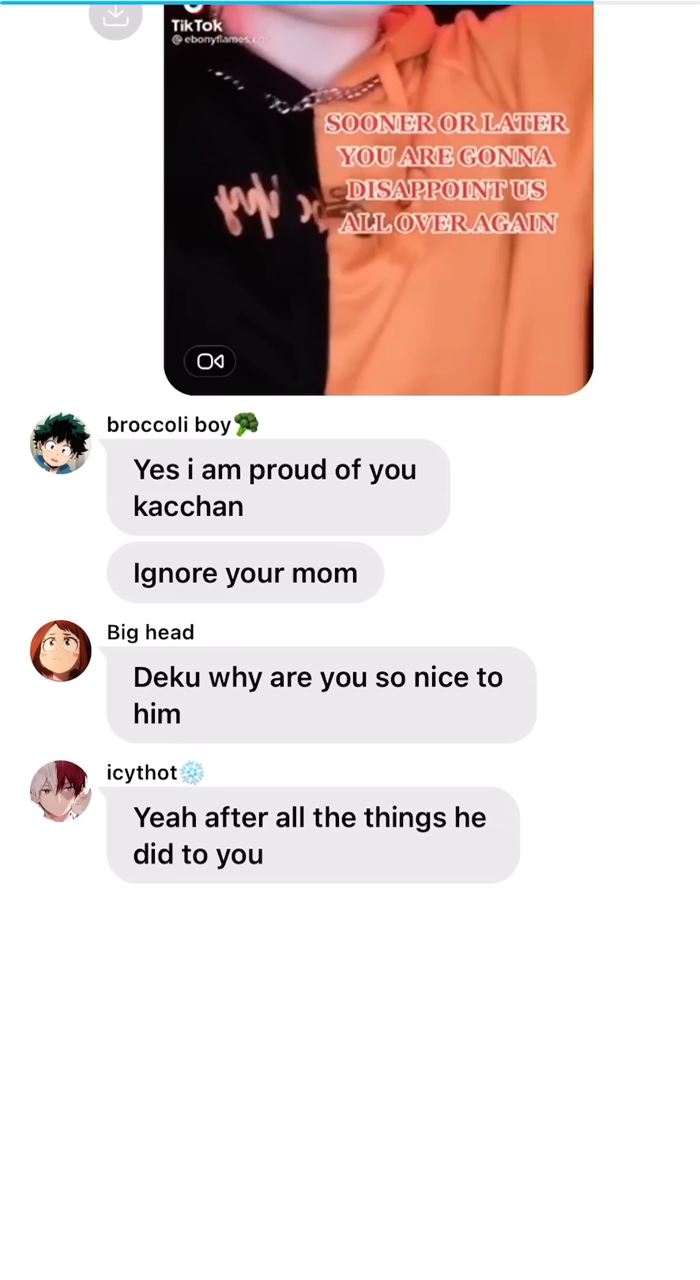 TikTok
@ebonyflames.co
SOONER OR LATER
YOU ARE GONNA
DISAPPOINT US
ALL OVER AGAIN
broccoli boy🥦
Yes i am proud of you
kacchan
Ignore your mom
Big head
Deku why are you so nice to
him
icythot❄️
Yeah after all the things he
did to you